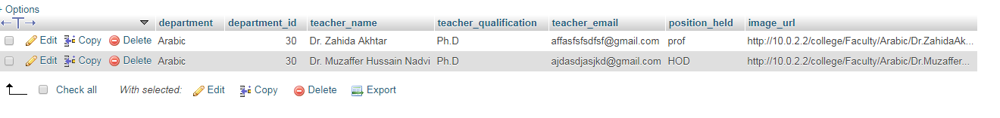 + Options
department department_id teacher_name teacher_qualification teacher_email position_held image_url
Edit Copy Delete Arabic 30 Dr. Zahida Akhtar Ph.D affasfsfsdfsf@gmail.com prof http://10.0.2.2/college/Faculty/Arabic/Dr.ZahidaAk...
Edit Copy Delete Arabic 30 Dr. Muzaffer Hussain Nadvi Ph.D ajdasdjasjkd@gmail.com HOD http://10.0.2.2/college/Faculty/Arabic/Dr.Muzaffer...
Check all With selected: Edit Copy Delete Export